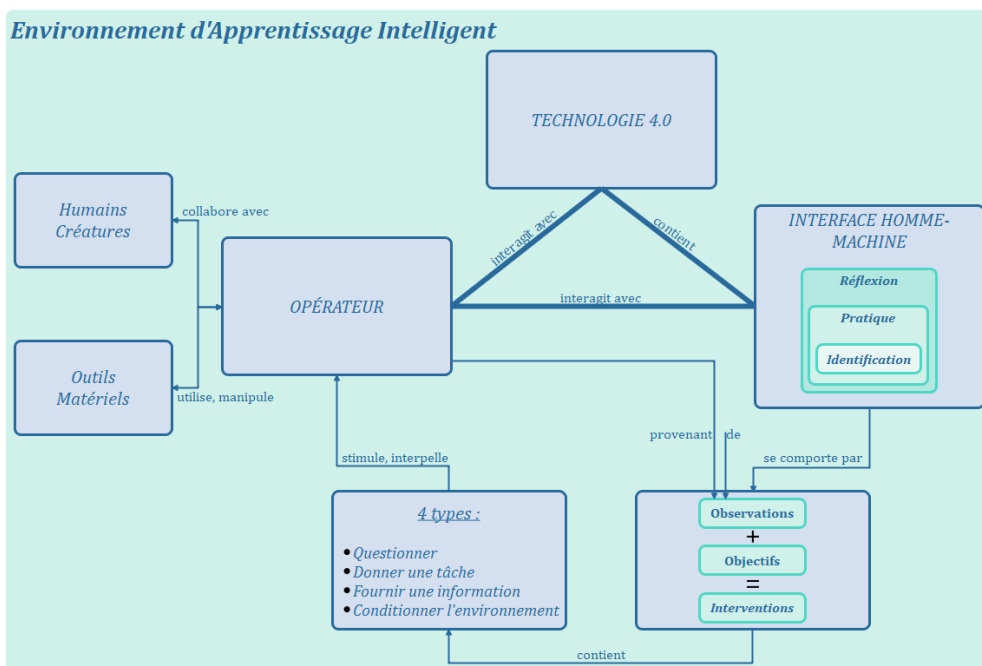 Environnement d'Apprentissage Intelligent
TECHNOLOGIE 4.0
Humains
Créatures
collabore avec
interagit avec
contient
INTERFACE HOMME-
MACHINE
Réflexion
Pratique
Identification
OPÉRATEUR
interagit avec
Outils
Matériels
utilise, manipule
provenant de
stimule, interpelle
se comporte par
4 types :
•Questionner
•Donner une tâche
•Fournir une information
•Conditionner l'environnement
Observations
+
Objectifs
=
Interventions
contient